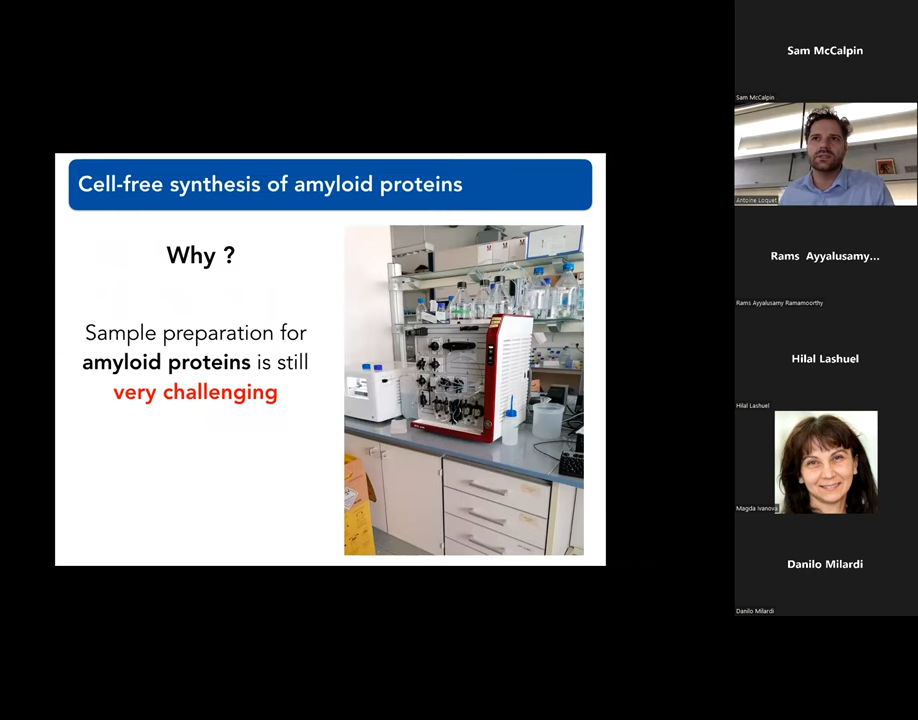 Cell-free synthesis of amyloid proteins
Why ?
Sample preparation for
amyloid proteins is still
very challenging
Sam McCalpin
Sam McCalpin
Antoine Loquet
Rams Ayyalusamy...
Rams Ayyalusamy Ramamoorthy
Hilal Lashuel
Hilal Lashuel
Magda Ivanova
Danilo Milardi
Danilo Milardi